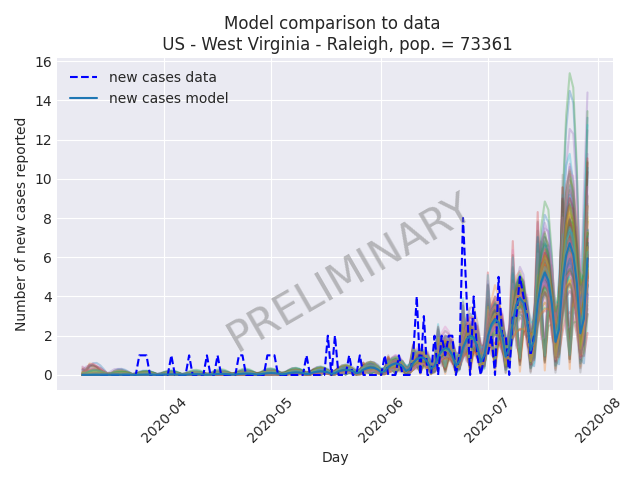 Model comparison to data
US - West Virginia - Raleigh, pop. = 73361
new cases data
new cases model
PRELIMINARY
Number of new cases reported
16
14
12
10
8
6
4
2
0
2020-04
2020-05
2020-06
2020-07
2020-08
Day